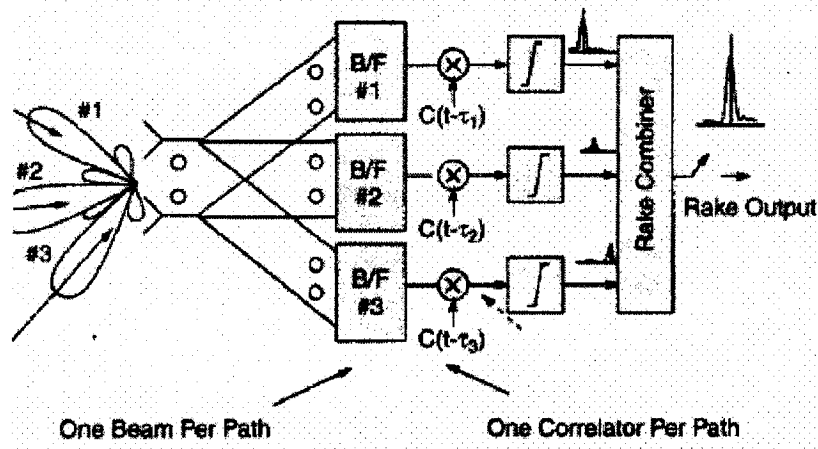 #1
#2
#3
B/F
#1
B/F
#2
B/F
#3
C(t-τ₁)
C(t-τ₂)
C(t-τ₃)
Rake Combiner
Rake Output
One Beam Per Path
One Correlator Per Path